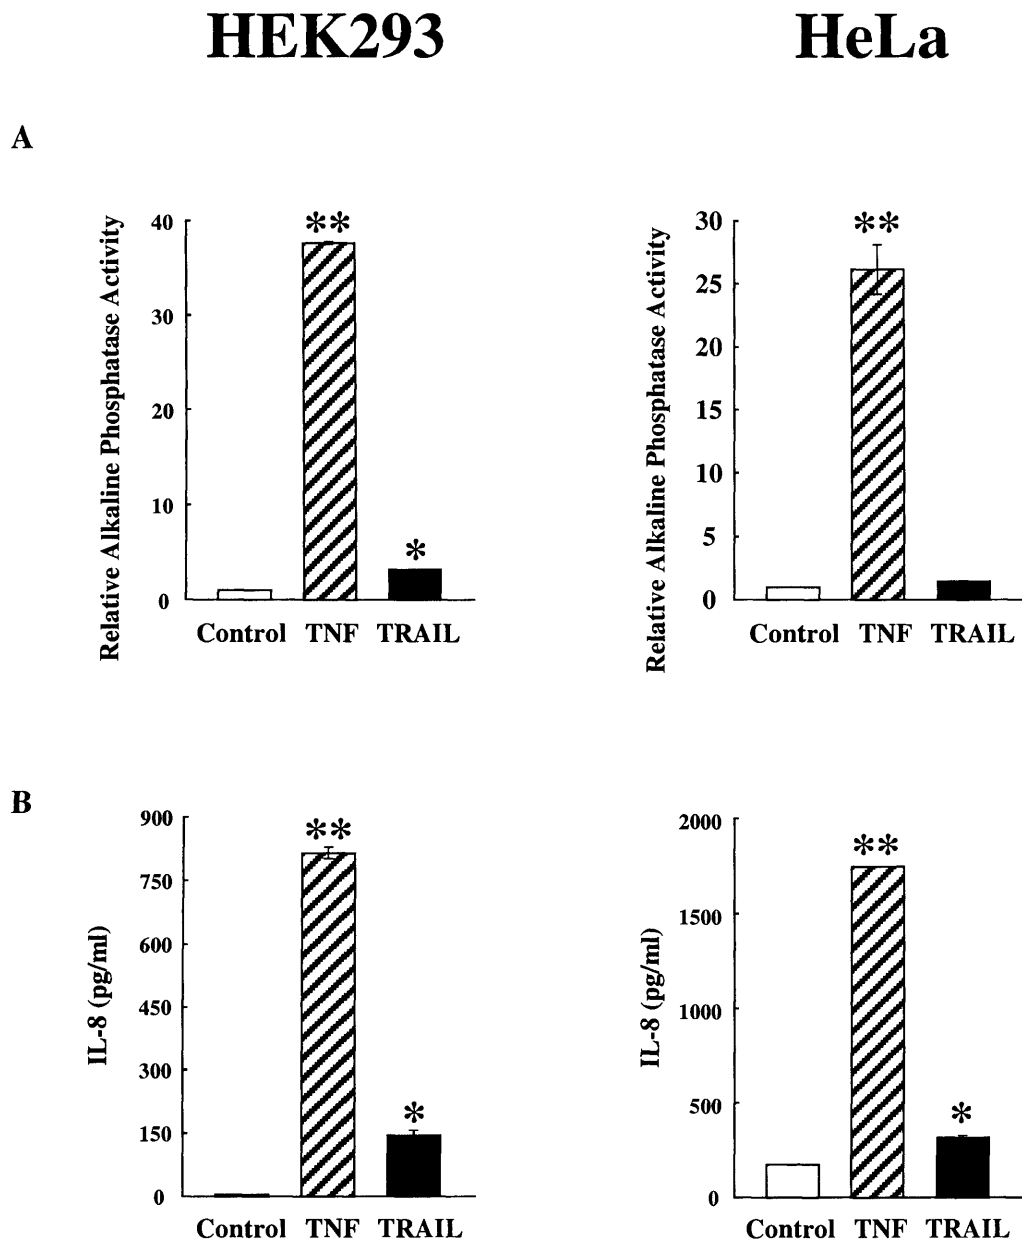 HEK293
HeLa
A
Relative Alkaline Phosphatase Activity
40
30
20
10
0
**
*
Control TNF TRAIL
Relative Alkaline Phosphatase Activity
30
25
20
15
10
5
0
**
Control TNF TRAIL
B
IL-8 (pg/ml)
900
750
600
450
300
150
0
**
*
Control TNF TRAIL
IL-8 (pg/ml)
2000
1500
1000
500
0
**
*
Control TNF TRAIL